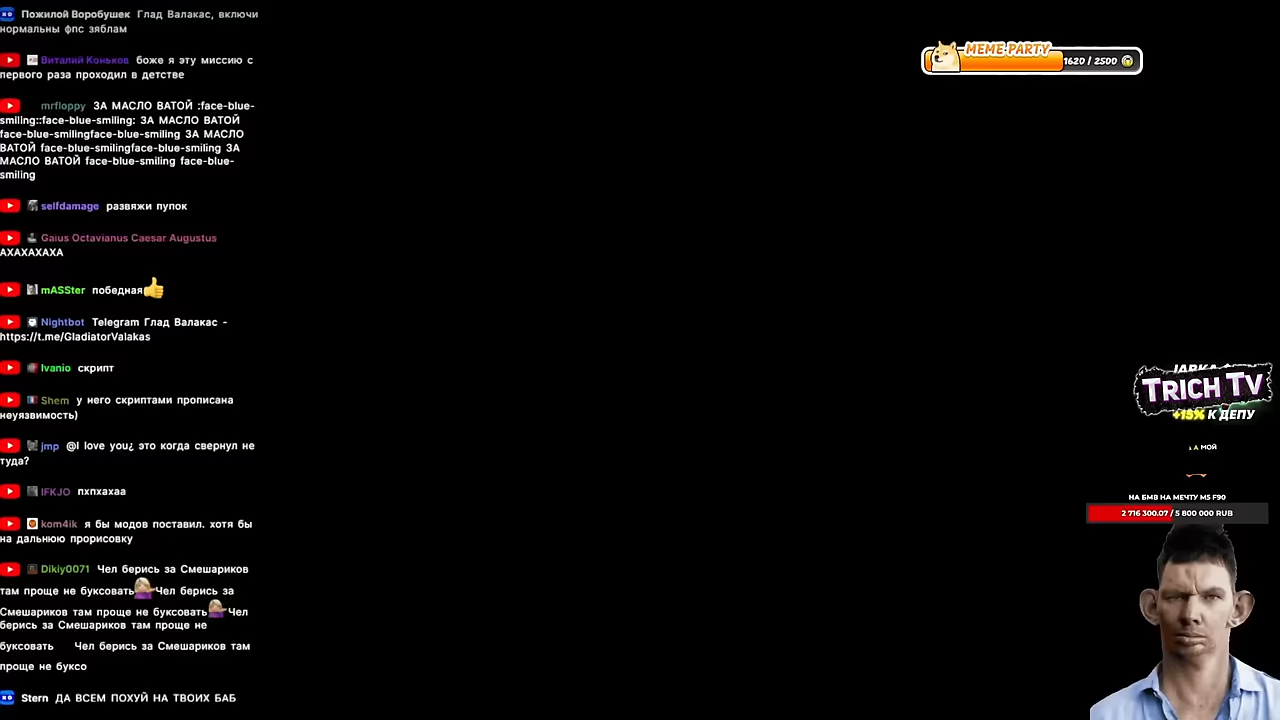 Пожилой Воробушек Глад Валакас, включи
нормальны фпс зяблам
Виталий Коньков боже я эту миссию с
первого раза проходил в детстве
mrfloppy ЗА МАСЛО ВАТОЙ :face-blue-
smiling::face-blue-smiling: ЗА МАСЛО ВАТОЙ
face-blue-smilingface-blue-smiling ЗА МАСЛО
ВАТОЙ face-blue-smilingface-blue-smiling ЗА
МАСЛО ВАТОЙ face-blue-smiling face-blue-
smiling
selfdamage развяжи пупок
Gaius Octavianus Caesar Augustus
АХАХАХАХА
mASSter победная
Nightbot Telegram Глад Валакас -
https://t.me/GladiatorValakas
Ivanio скрипт
Shem у него скриптами прописана
неуязвимость)
jmp @I love you¿ это когда свернул не
туда?
IFKJO пхпхахаа
kom4ik я бы модов поставил. хотя бы
на дальнюю прорисовку
Dikiy0071 Чел берись за Смешариков
там проще не буксовать Чел берись за
Смешариков там проще не буксовать Чел
берись за Смешариков там проще не
буксовать Чел берись за Смешариков там
проще не буксо
Stern ДА ВСЕМ ПОХУЙ НА ТВОИХ БАБ
MEME PARTY
1620 / 2500
TRICH TV
+15% К ДЕПУ
МОЙ
НА БМВ НА МЕЧТУ M5 F90
2 716 300.07 / 5 800 000 RUB